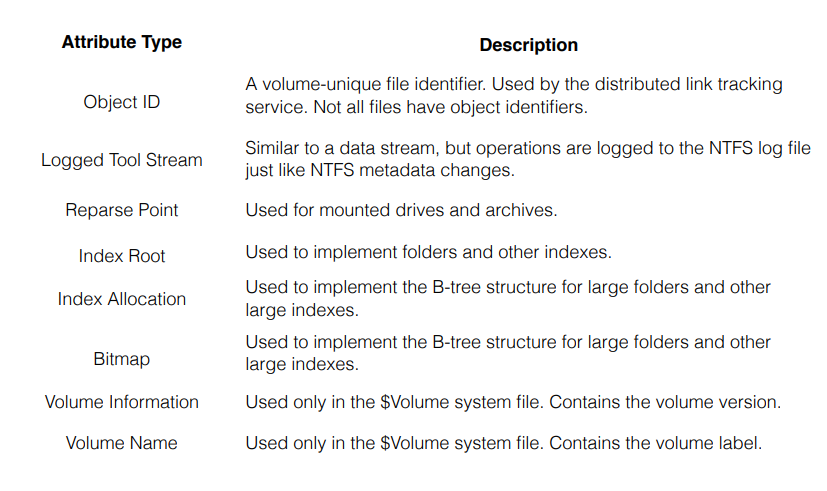 Attribute Type Description
Object ID A volume-unique file identifier. Used by the distributed link tracking
service. Not all files have object identifiers.
Logged Tool Stream Similar to a data stream, but operations are logged to the NTFS log file
just like NTFS metadata changes.
Reparse Point Used for mounted drives and archives.
Index Root Used to implement folders and other indexes.
Index Allocation Used to implement the B-tree structure for large folders and other
large indexes.
Bitmap Used to implement the B-tree structure for large folders and other
large indexes.
Volume Information Used only in the $Volume system file. Contains the volume version.
Volume Name Used only in the $Volume system file. Contains the volume label.